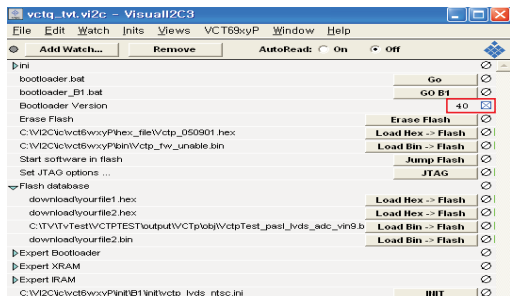 vctq_tvt.vi2c - VisualI2C3
File Edit Watch Inits Views VCT69xyP Window Help
Add Watch... Remove AutoRead: On Off
ini
bootloader.bat Go
bootloader_B1.bat GO B1
Bootloader Version 40
Erase Flash Erase Flash
C:\VI2C\ic\vct6wxyP\hex_file\Vctp_050901.hex Load Hex -> Flash
C:\VI2C\ic\vct6wxyP\bin\Vctp_fw_unable.bin Load Bin -> Flash
Start software in flash Jump Flash
Set JTAG options ... JTAG
Flash database
download\yourfile1.hex Load Hex -> Flash
download\yourfile2.hex Load Hex -> Flash
C:\TV\TvTest\VCTPTEST\output\VCTp\obj\VctpTest_pasl_lvds_adc_vin9.b Load Bin -> Flash
download\yourfile2.bin Load Bin -> Flash
Expert Bootloader
Expert XRAM
Expert IRAM
C:\VI2C\ic\vct6wxyP\init\B1\init\vctp_lvds_ntsc.ini INIT